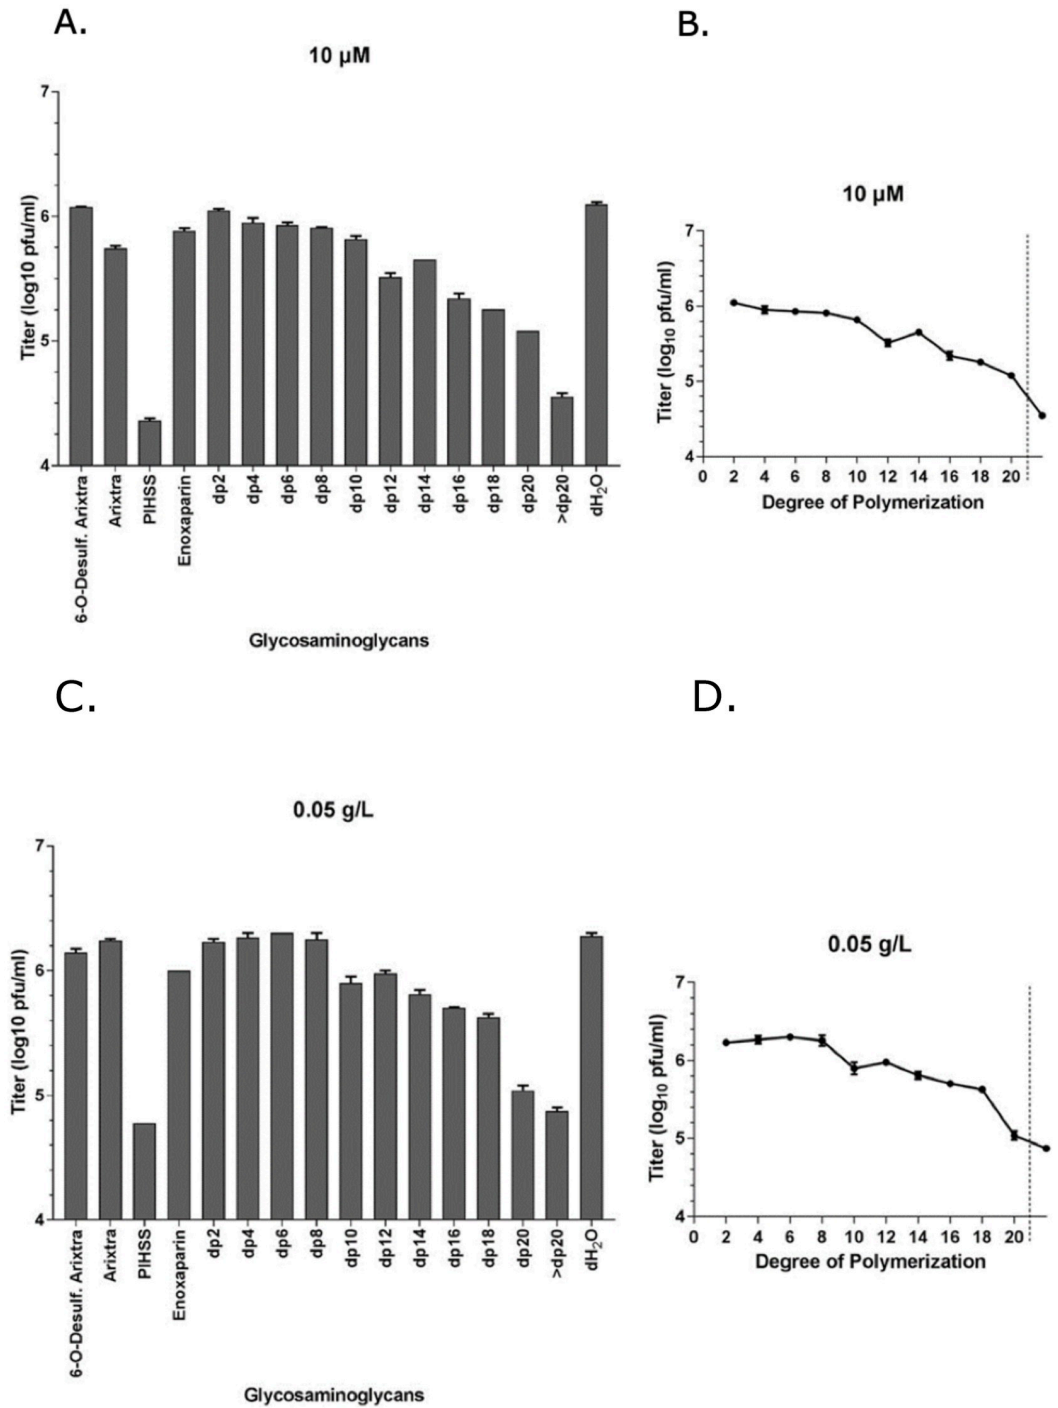 A.
10 µM
Titer (log10 pfu/ml)
7
6
5
4
6-O-Desulf. Arixtra
Arixtra
PIHSS
Enoxaparin
dp2
dp4
dp6
dp8
dp10
dp12
dp14
dp16
dp18
dp20
>dp20
dH₂O
Glycosaminoglycans
B.
10 µM
Titer (log₁₀ pfu/ml)
7
6
5
4
0 2 4 6 8 10 12 14 16 18 20
Degree of Polymerization
C.
0.05 g/L
Titer (log10 pfu/ml)
7
6
5
4
6-O-Desulf. Arixtra
Arixtra
PIHSS
Enoxaparin
dp2
dp4
dp6
dp8
dp10
dp12
dp14
dp16
dp18
dp20
>dp20
dH₂O
Glycosaminoglycans
D.
0.05 g/L
Titer (log₁₀ pfu/ml)
7
6
5
4
0 2 4 6 8 10 12 14 16 18 20
Degree of Polymerization